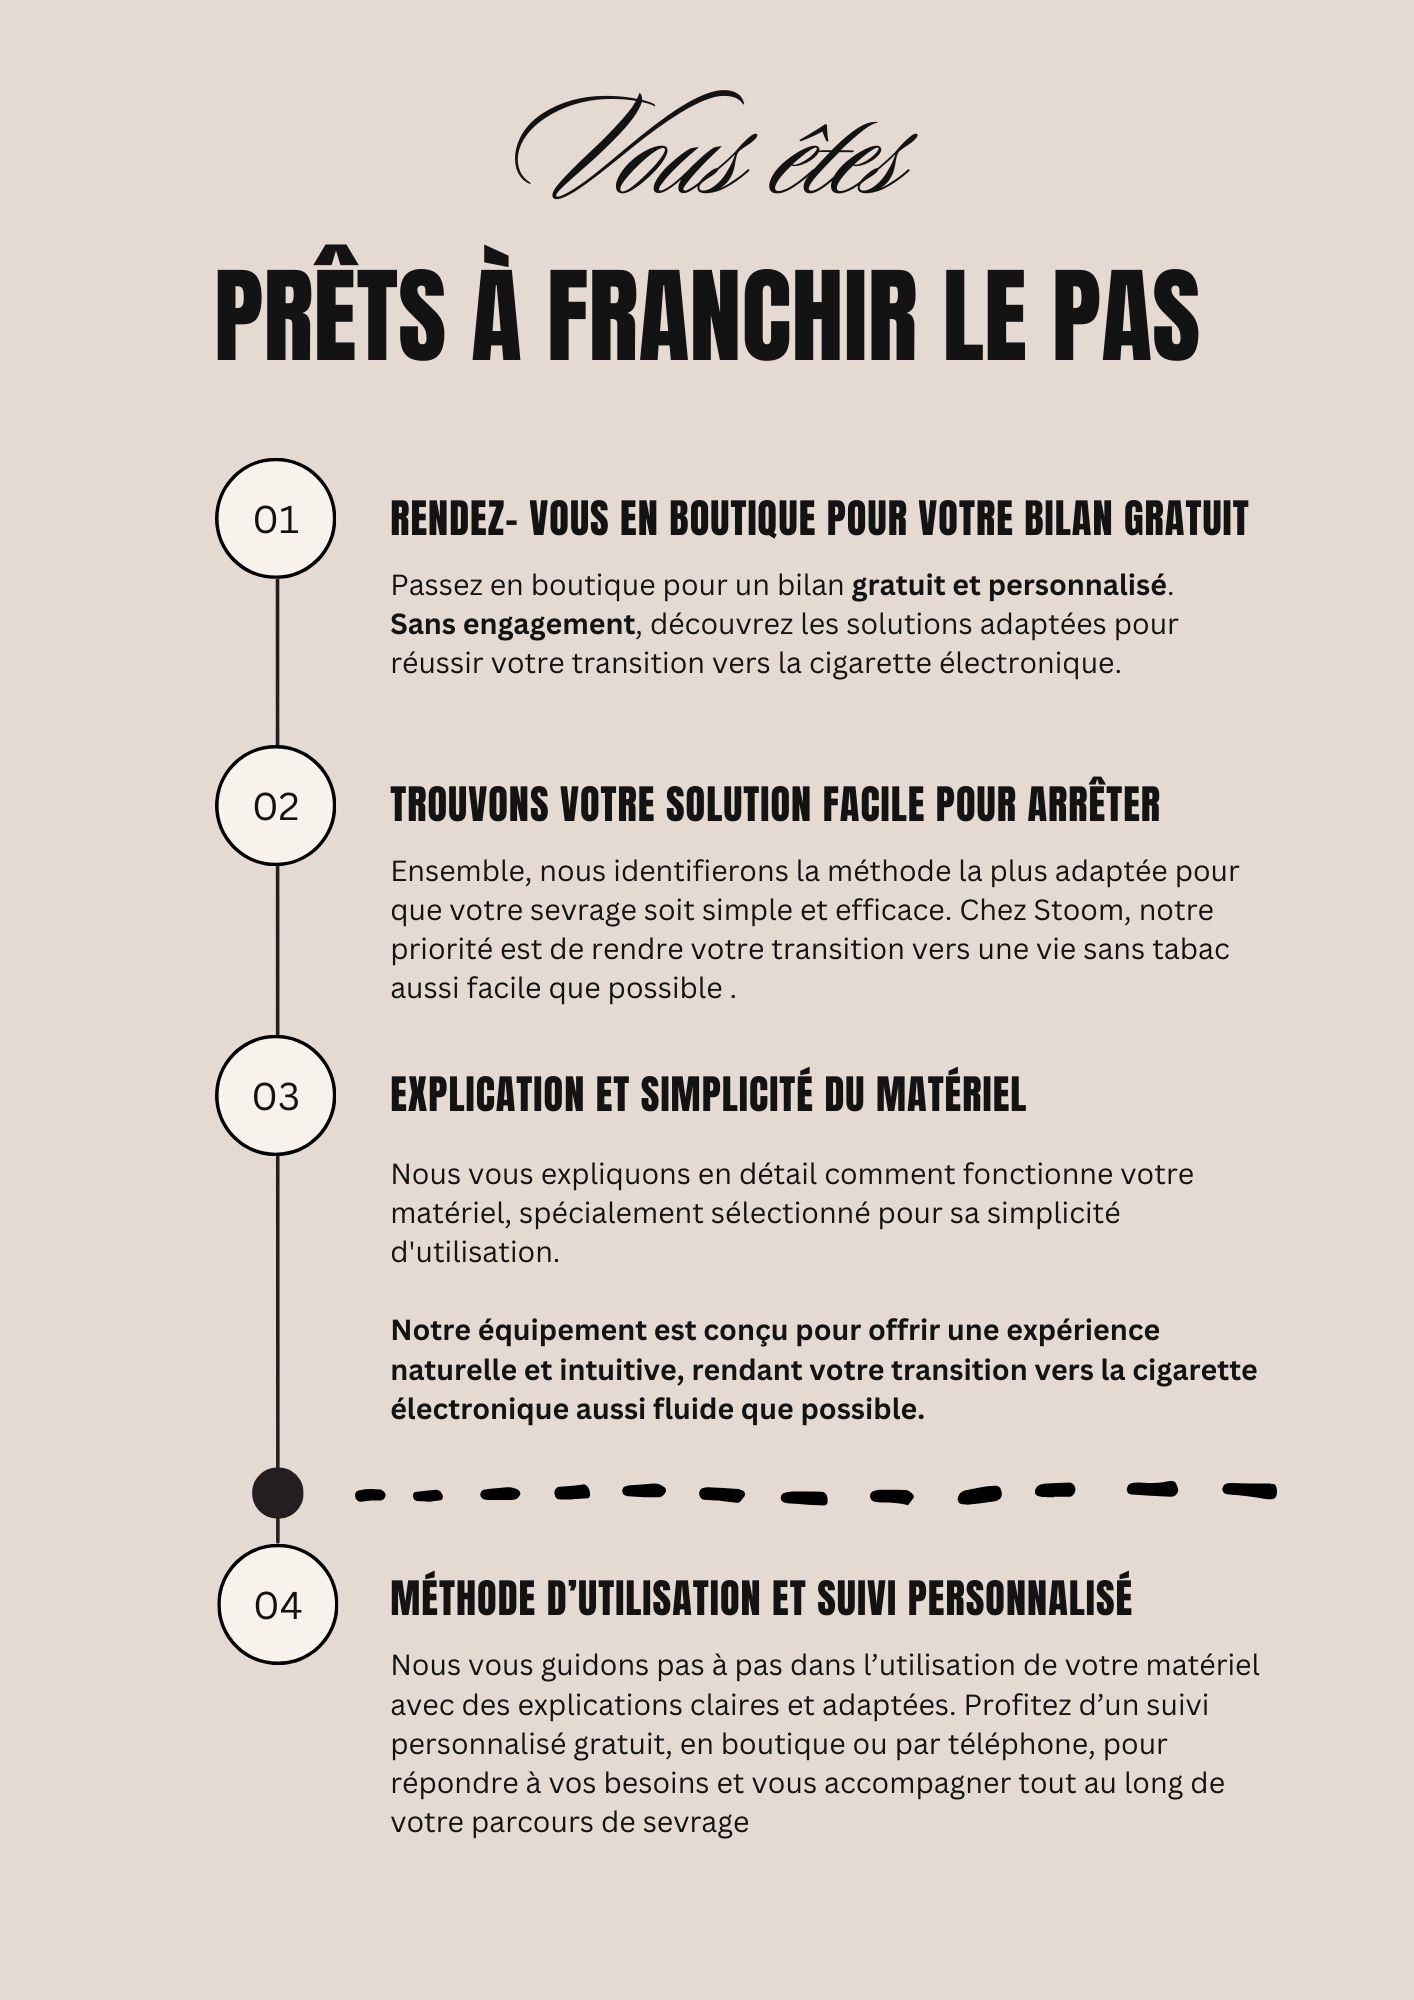 Vous êtes
PRÊTS À FRANCHIR LE PAS
01
RENDEZ- VOUS EN BOUTIQUE POUR VOTRE BILAN GRATUIT
Passez en boutique pour un bilan gratuit et personnalisé.
Sans engagement, découvrez les solutions adaptées pour
réussir votre transition vers la cigarette électronique.
02
TROUVONS VOTRE SOLUTION FACILE POUR ARRÊTER
Ensemble, nous identifierons la méthode la plus adaptée pour
que votre sevrage soit simple et efficace. Chez Stoom, notre
priorité est de rendre votre transition vers une vie sans tabac
aussi facile que possible .
03
EXPLICATION ET SIMPLICITÉ DU MATÉRIEL
Nous vous expliquons en détail comment fonctionne votre
matériel, spécialement sélectionné pour sa simplicité
d'utilisation.
Notre équipement est conçu pour offrir une expérience
naturelle et intuitive, rendant votre transition vers la cigarette
électronique aussi fluide que possible.
04
MÉTHODE D’UTILISATION ET SUIVI PERSONNALISÉ
Nous vous guidons pas à pas dans l’utilisation de votre matériel
avec des explications claires et adaptées. Profitez d’un suivi
personnalisé gratuit, en boutique ou par téléphone, pour
répondre à vos besoins et vous accompagner tout au long de
votre parcours de sevrage